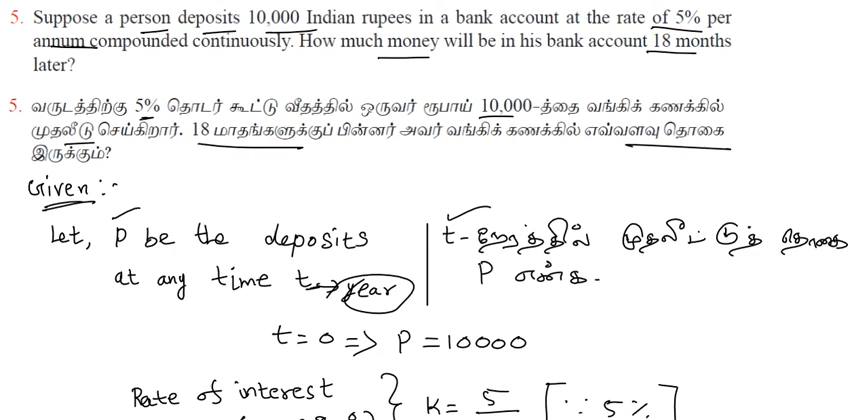 5. Suppose a person deposits 10,000 Indian rupees in a bank account at the rate of 5% per
annum compounded continuously. How much money will be in his bank account 18 months
later?
5. வருடத்திற்கு 5% தொடர் கூட்டு வீதத்தில் ஒருவர் ரூபாய் 10,000-த்தை வங்கிக் கணக்கில்
முதலீடு செய்கிறார். 18 மாதங்களுக்குப் பின்னர் அவர் வங்கிக் கணக்கில் எவ்வளவு தொகை
இருக்கும்?
Given :-
Let, P be the deposits
at any time t → year
t - நேரத்தில் முதலீட்டுத் தொகை
P என்க.
t = 0 => P = 10000
Rate of interest
K = 5 [∵ 5%]